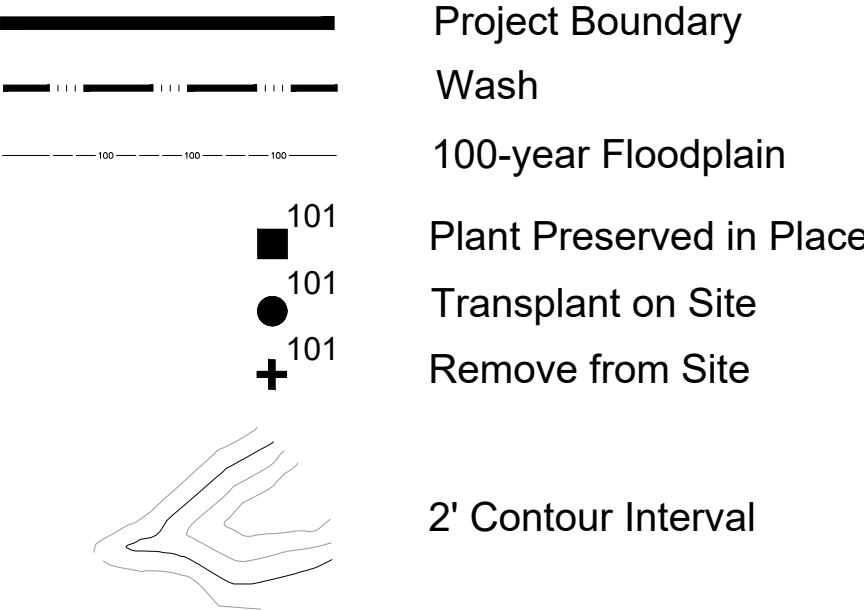 Project Boundary
Wash
100 100 100 100-year Floodplain
101
Plant Preserved in Place
101
Transplant on Site
101
Remove from Site
2' Contour Interval